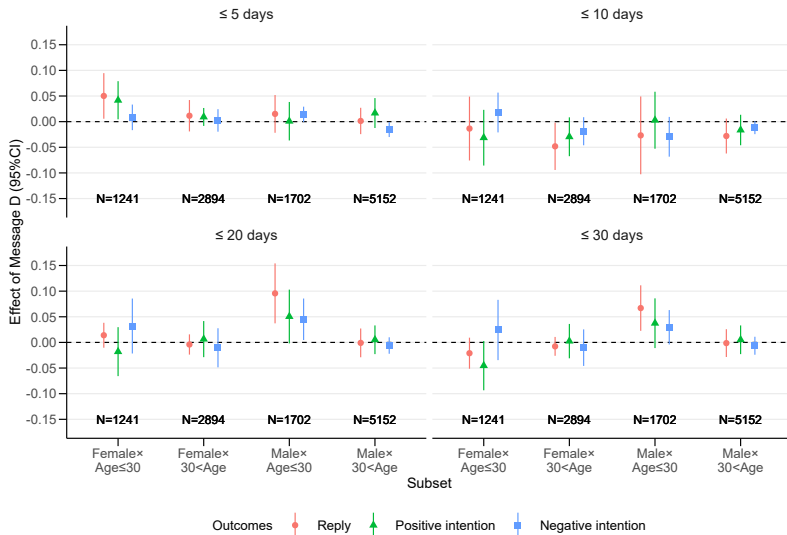 ≤ 5 days
≤ 10 days
0.15
0.10
0.05
0.00
−0.05
−0.10
−0.15
N=1241
N=2894
N=1702
N=5152
N=1241
N=2894
N=1702
N=5152
≤ 20 days
≤ 30 days
0.15
0.10
0.05
0.00
−0.05
−0.10
−0.15
N=1241
N=2894
N=1702
N=5152
N=1241
N=2894
N=1702
N=5152
Effect of Message D (95%CI)
Female×
Age≤30
Female×
30<Age
Male×
Age≤30
Male×
30<Age
Female×
Age≤30
Female×
30<Age
Male×
Age≤30
Male×
30<Age
Subset
Outcomes
Reply
Positive intention
Negative intention